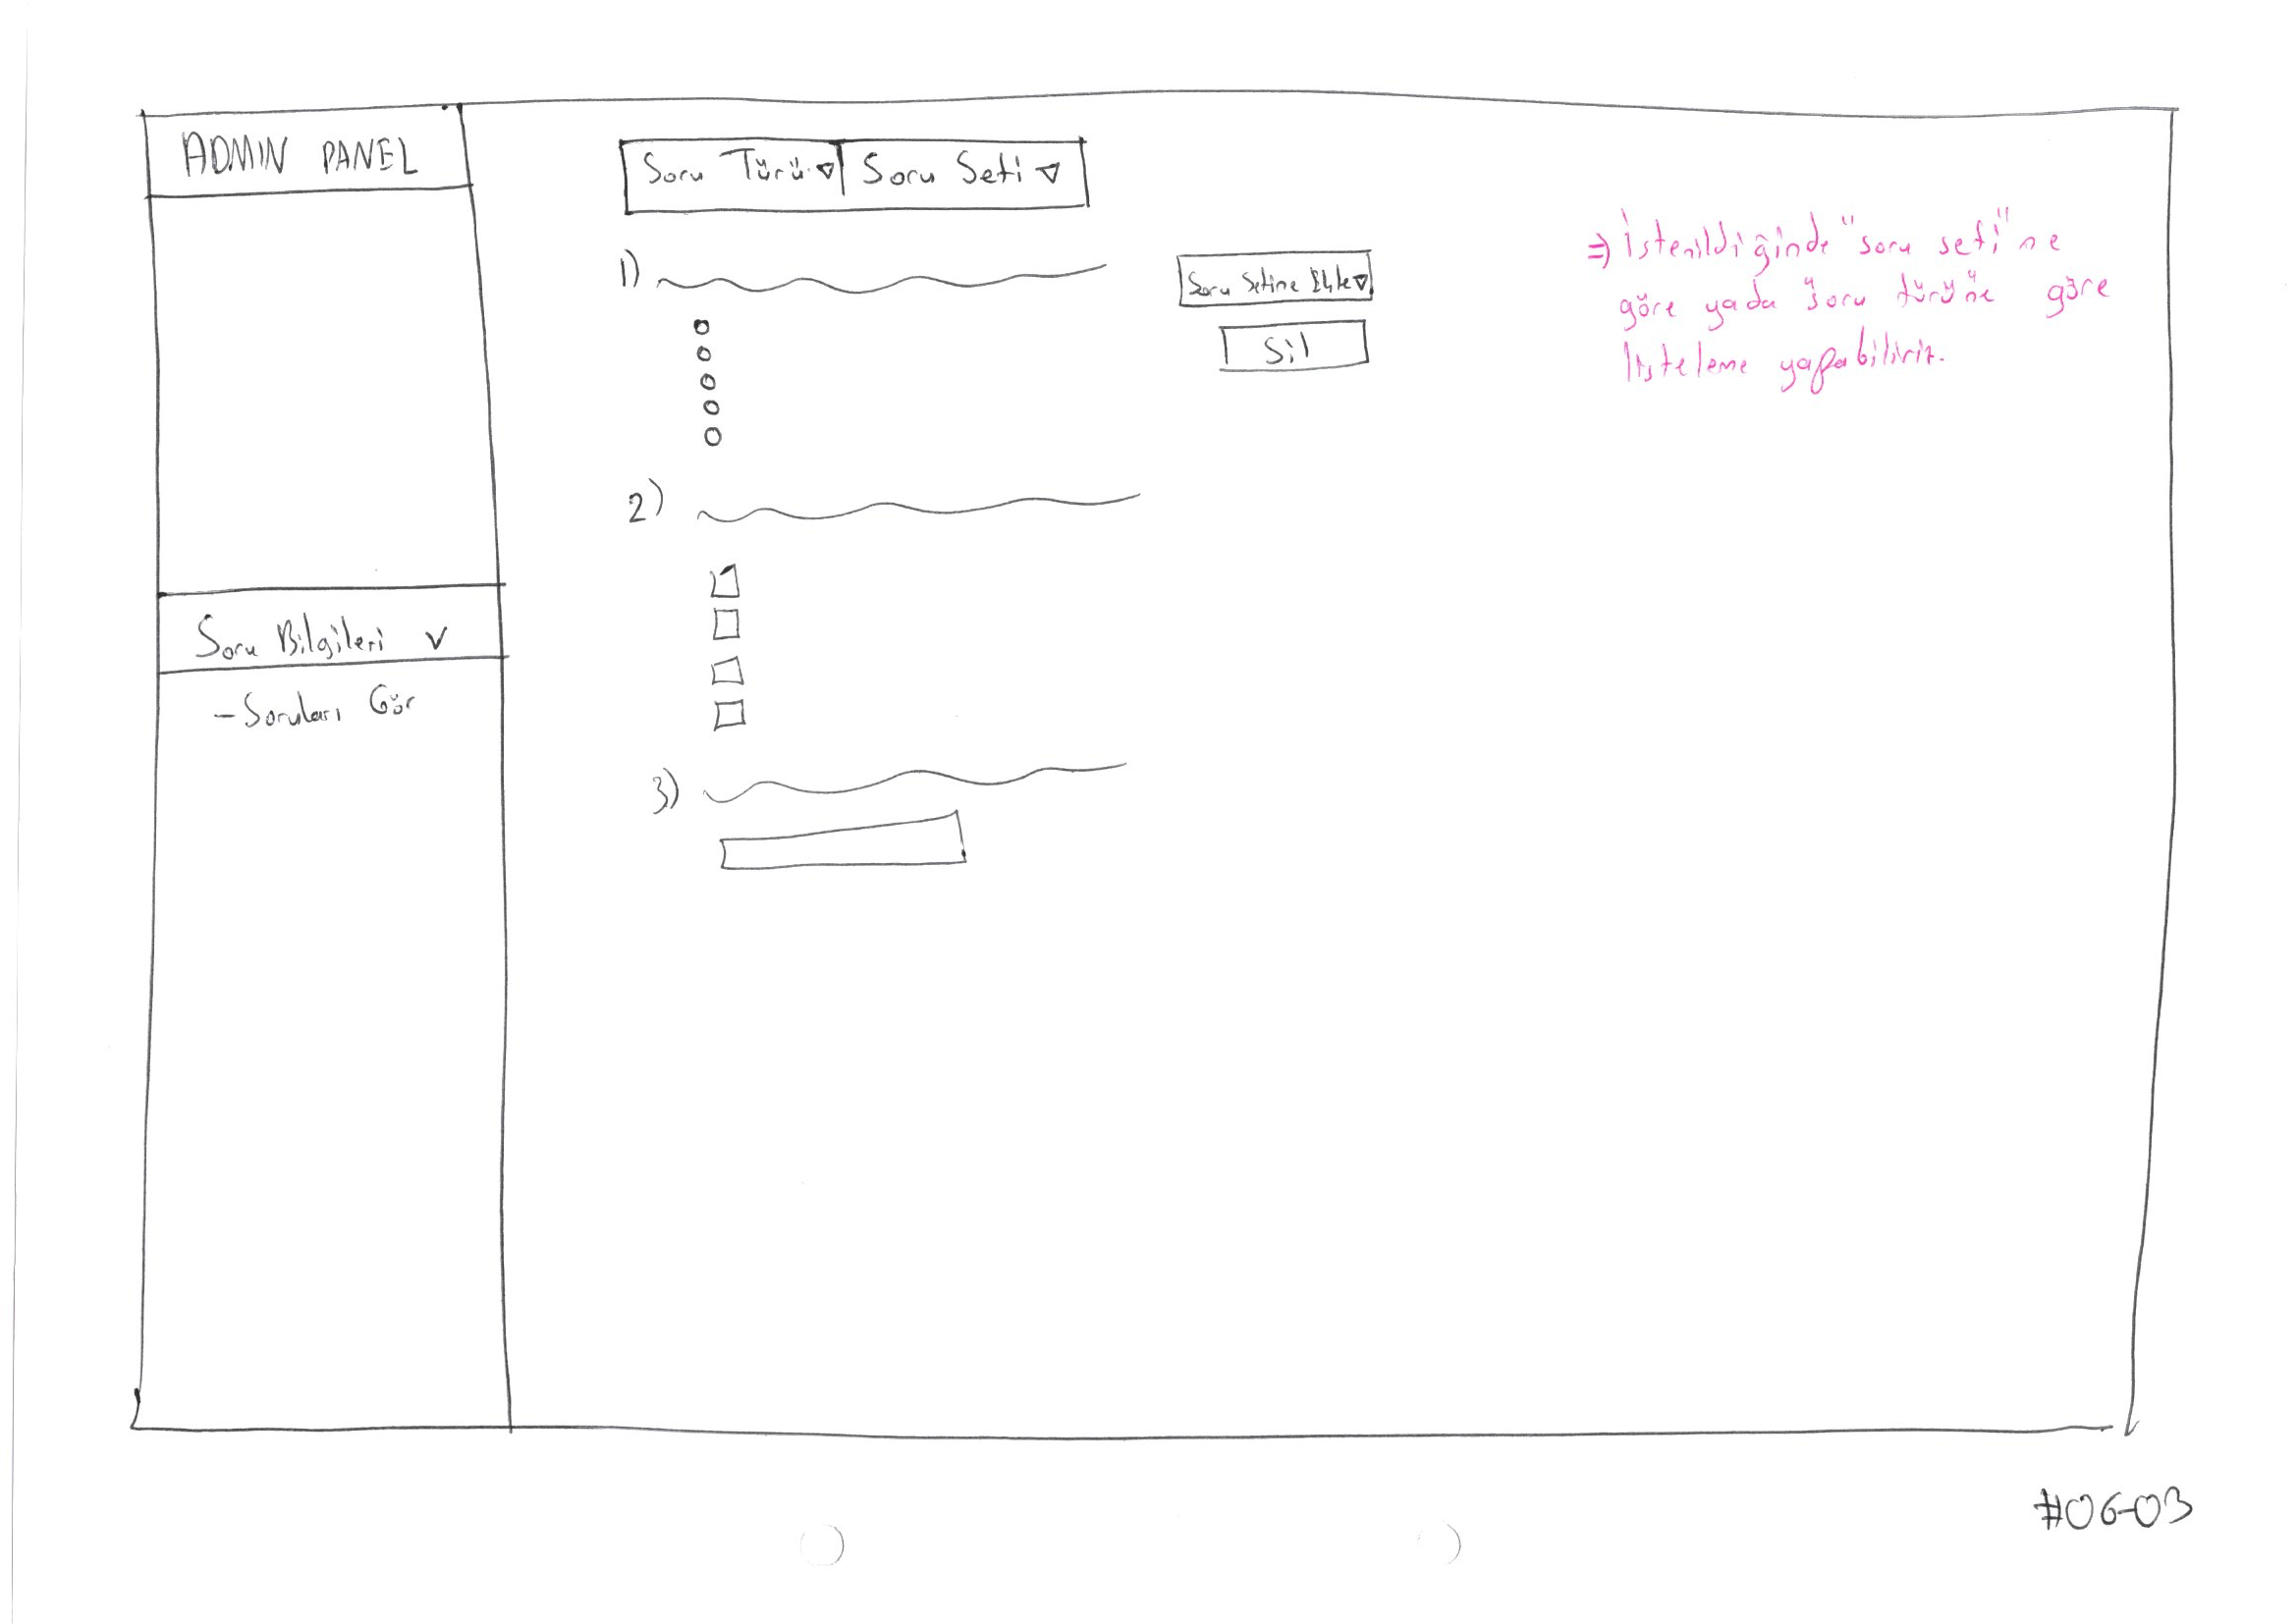 ADMIN PANEL
Soru Türü Soru Seti
1)
Soru Setine Ekle
Sil
⇒ İstenildiğinde "soru seti"ne
göre yada "soru türü"ne göre
listeleme yapabiliriz.
2)
Soru Bilgileri
- Soruları Gör
3)
#06-03